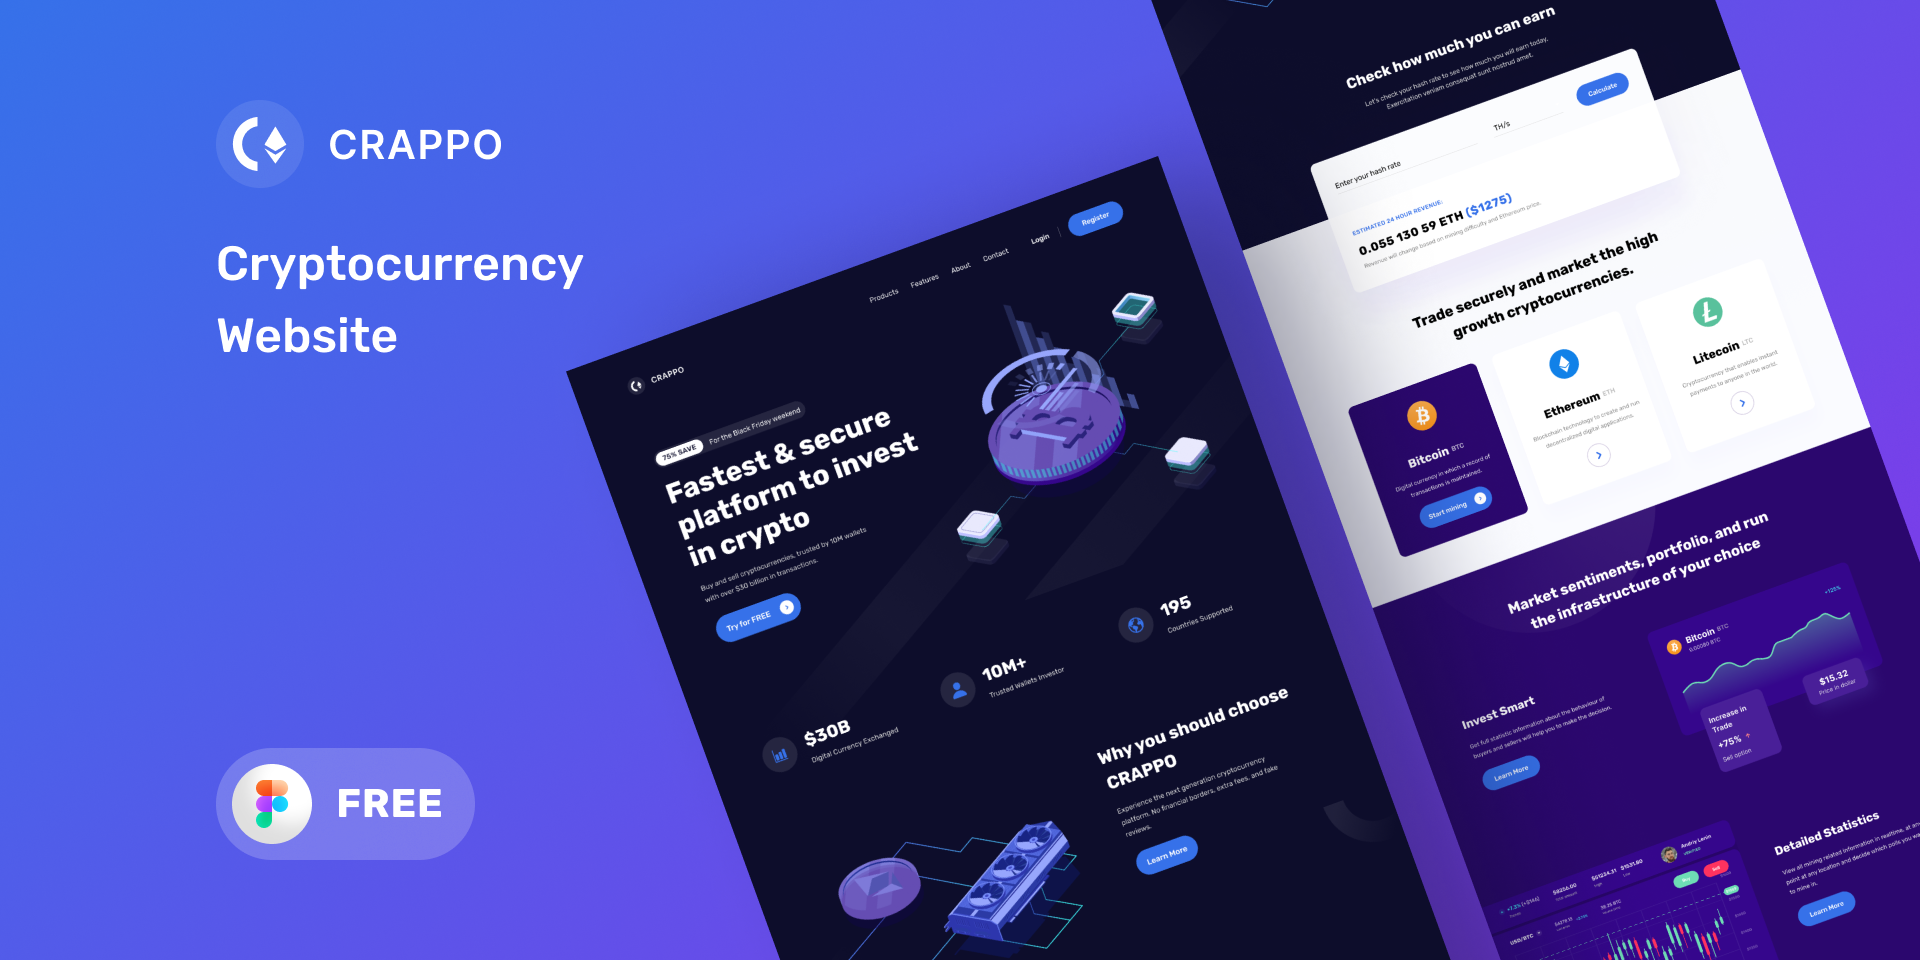 CRAPPO
Cryptocurrency
Website
FREE
CRAPPO
Products
Features
About
Contact
Login
Register
75% SAVE
For the Black Friday weekend
Fastest & secure
platform to invest
in crypto
Buy and sell cryptocurrencies, trusted by 10M wallets
with over $30 billion in transactions.
Try for FREE
$30B
Digital Currency Exchanged
10M+
Trusted Wallets Investor
195
Countries Supported
Why you should choose
CRAPPO
Experience the next generation cryptocurrency
platform. No financial borders, extra fees, and fake
reviews.
Learn More
Check how much you can earn
Let's check your hash rate to see how much you will earn today,
Exercitation veniam consequat sunt nostrud amet.
Enter your hash rate
TH/s
Calculate
ESTIMATED 24 HOUR REVENUE:
0.055 130 59 ETH ($1275)
Revenue will change based on mining difficulty and Ethereum price.
Trade securely and market the high
growth cryptocurrencies.
Bitcoin BTC
Digital currency in which a record of
transactions is maintained.
Start mining
Ethereum ETH
Blockchain technology to create and run
decentralized digital applications.
Litecoin LTC
Cryptocurrency that enables instant
payments to anyone in the world.
Market sentiments, portfolio, and run
the infrastructure of your choice
Invest Smart
Get full statistic information about the behaviour of
buyers and sellers will help you to make the decision.
Learn More
Bitcoin BTC
0.00080 BTC
+125%
$15.32
Price in dollar
Increase in
Trade
+75%
Sell option
Detailed Statistics
View all mining related information in realtime, at any
point at any location and decide which polls you wa
to mine in.
Learn More
Andriy Lenin
Buy
Sell
USD/BTC